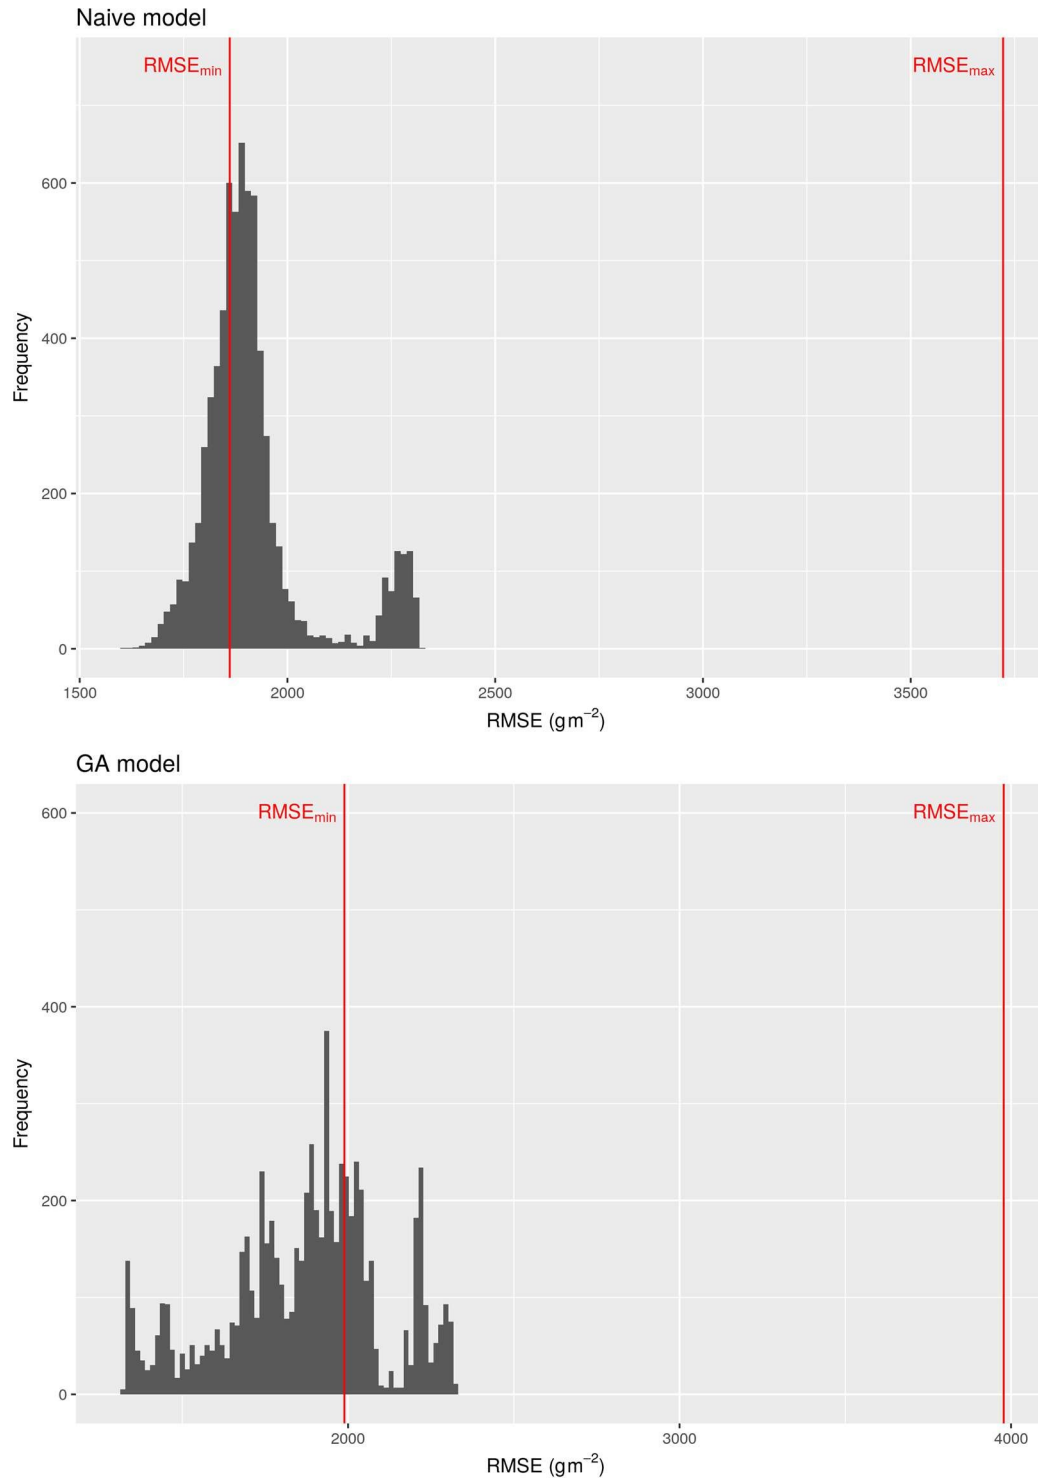 Naive model
RMSEmin
RMSEmax
600
400
200
0
Frequency
1500
2000
2500
3000
3500
RMSE (gm−2)
GA model
RMSEmin
RMSEmax
600
400
200
0
Frequency
2000
3000
4000
RMSE (gm−2)